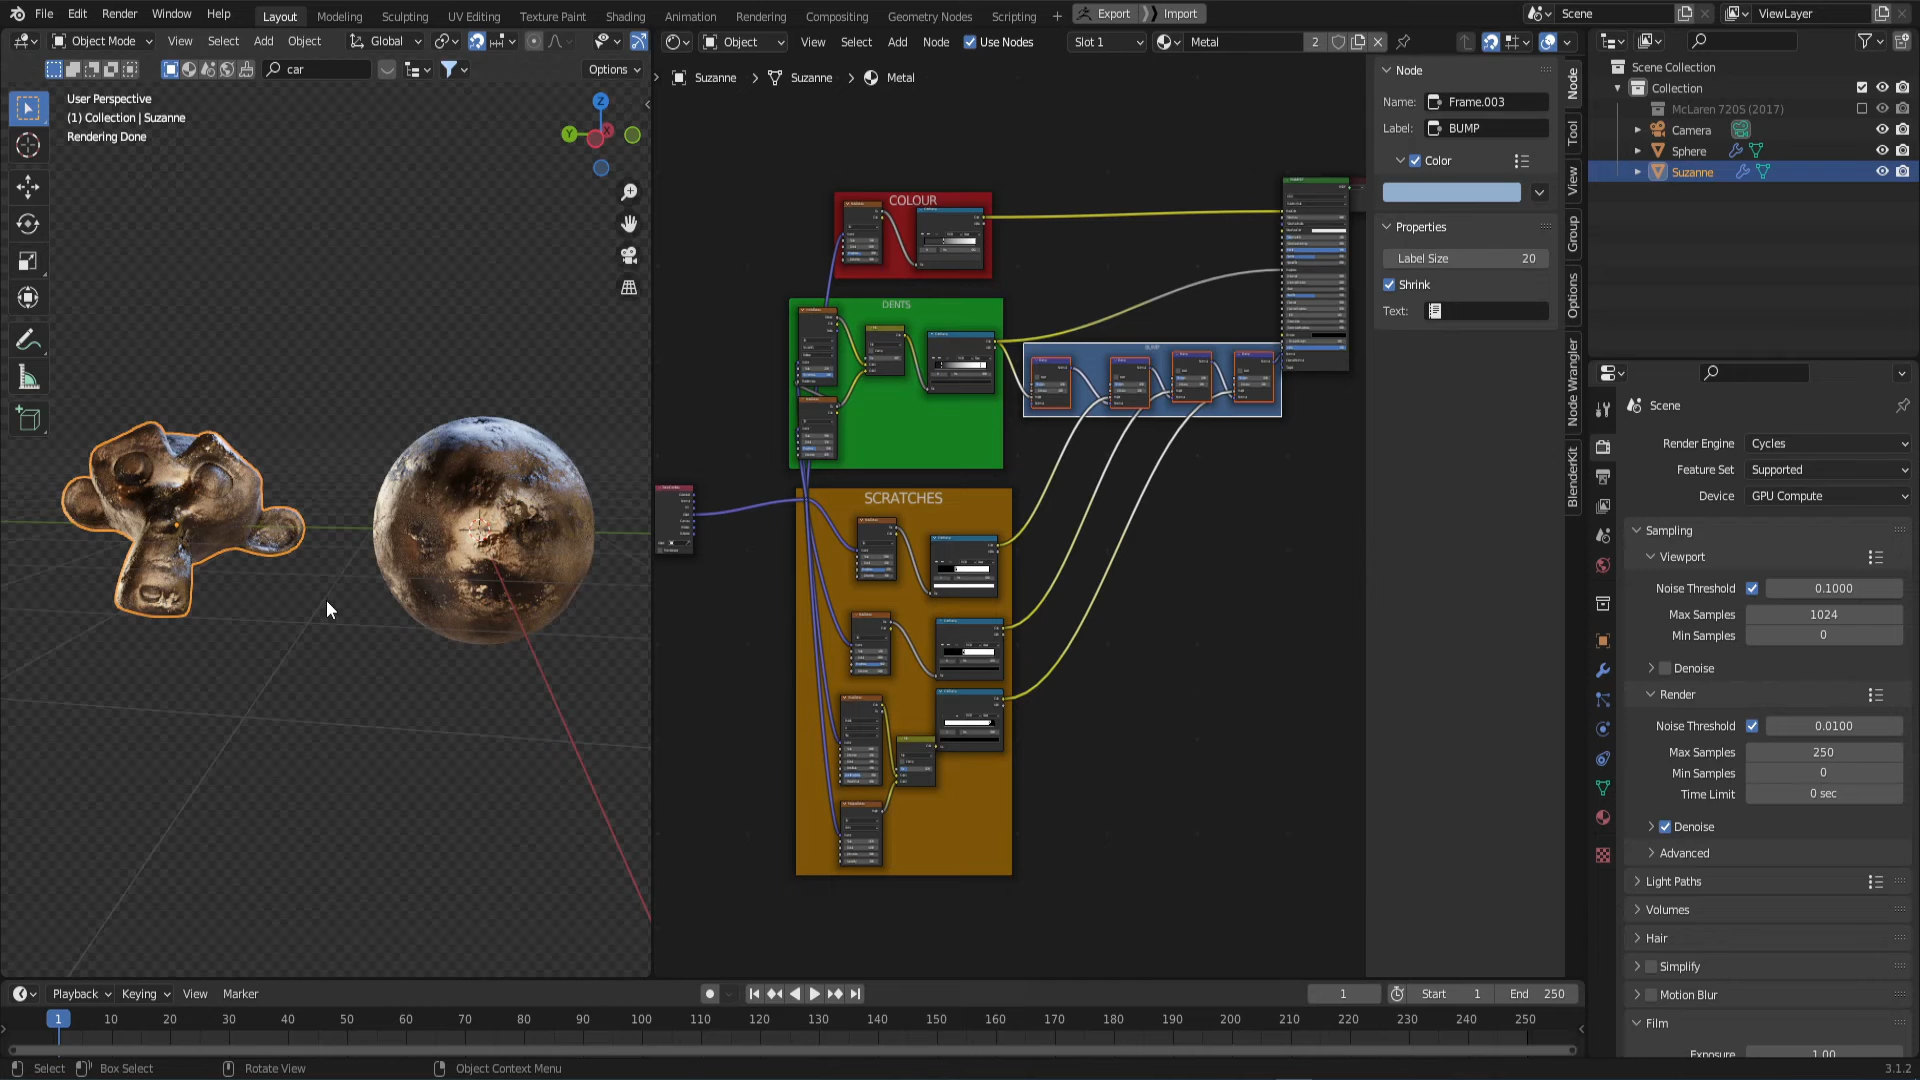 File Edit Render Window Help Layout Modeling Sculpting UV Editing Texture Paint Shading Animation Rendering Compositing Geometry Nodes Scripting + Export Import Scene ViewLayer
Object Mode View Select Add Object Global Object View Select Add Node Use Nodes Slot 1 Metal 2
car Options
Suzanne > Suzanne > Metal
User Perspective
(1) Collection | Suzanne
Rendering Done
Z
Y
X
COLOUR
DENTS
BUMP
SCRATCHES
Node
Name: Frame.003
Label: BUMP
Color
Properties
Label Size 20
Shrink
Text:
Node
Tool
View
Group
Options
Node Wrangler
BlenderKit
Scene Collection
Collection
McLaren 720S (2017)
Camera
Sphere
Suzanne
Scene
Render Engine Cycles
Feature Set Supported
Device GPU Compute
Sampling
Viewport
Noise Threshold 0.1000
Max Samples 1024
Min Samples 0
Denoise
Render
Noise Threshold 0.0100
Max Samples 250
Min Samples 0
Time Limit 0 sec
Denoise
Advanced
Light Paths
Volumes
Hair
Simplify
Motion Blur
Film
Exposure 1.00
Playback Keying View Marker 1 Start 1 End 250
1 10 20 30 40 50 60 70 80 90 100 110 120 130 140 150 160 170 180 190 200 210 220 230 240 250
Select Box Select Rotate View Object Context Menu 3.1.2